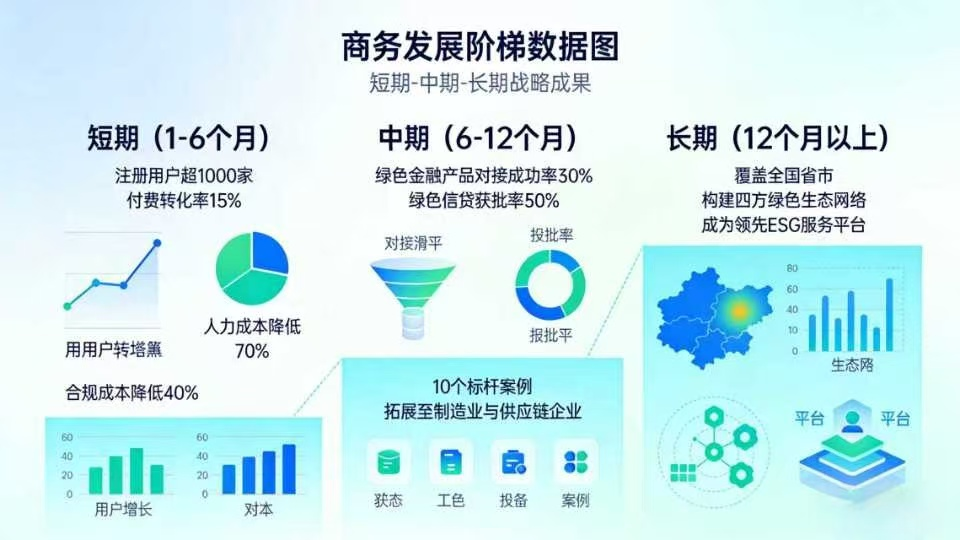 商务发展阶梯数据图
短期-中期-长期战略成果
短期（1-6个月）
注册用户超1000家
付费转化率15%
用用户转墖薰
人力成本降低
70%
合规成本降低40%
60
40
20
0
用户增长
60
40
20
0
对本
中期（6-12个月）
绿色金融产品对接成功率30%
绿色信贷获批率50%
对接滑平
投批率
报批平
10个标杆案例
拓展至制造业与供应链企业
获态
工色
投备
案例
长期（12个月以上）
覆盖全国省市
构建四方绿色生态网络
成为领先ESG服务平台
80
60
40
10
0
生态网
平台
平台